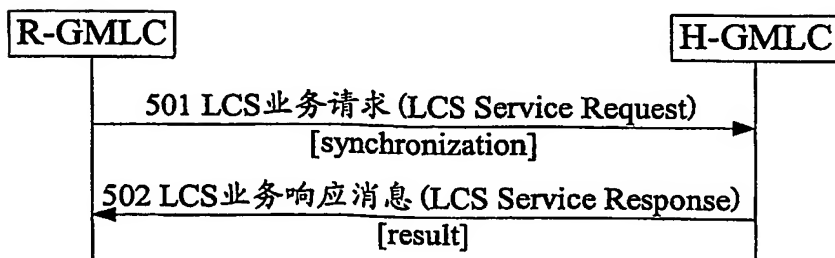 R-GMLC
H-GMLC
501 LCS业务请求(LCS Service Request)
[synchronization]
502 LCS业务响应消息(LCS Service Response)
[result]